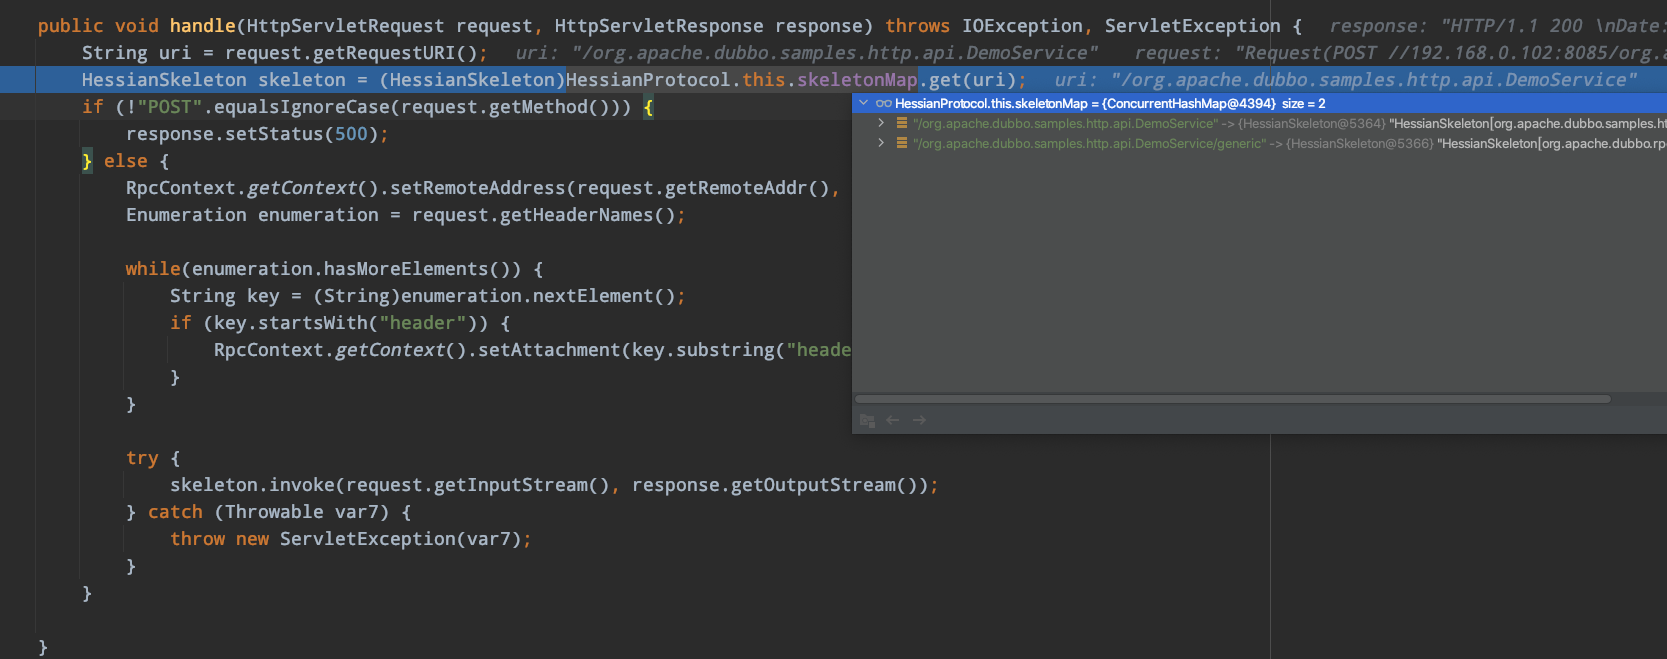 public void handle(HttpServletRequest request, HttpServletResponse response) throws IOException, ServletException {  response: "HTTP/1.1 200 \nDate:
String uri = request.getRequestURI();  uri: "/org.apache.dubbo.samples.http.api.DemoService"  request: "Request(POST //192.168.0.102:8085/org.a
HessianSkeleton skeleton = (HessianSkeleton)HessianProtocol.this.skeletonMap.get(uri);  uri: "/org.apache.dubbo.samples.http.api.DemoService"
if (!"POST".equalsIgnoreCase(request.getMethod())) {
HessianProtocol.this.skeletonMap = {ConcurrentHashMap@4394} size = 2
"/org.apache.dubbo.samples.http.api.DemoService" -> {HessianSkeleton@5364} "HessianSkeleton[org.apache.dubbo.samples.ht
"/org.apache.dubbo.samples.http.api.DemoService/generic" -> {HessianSkeleton@5366} "HessianSkeleton[org.apache.dubbo.rp
response.setStatus(500);
} else {
RpcContext.getContext().setRemoteAddress(request.getRemoteAddr(),
Enumeration enumeration = request.getHeaderNames();
while(enumeration.hasMoreElements()) {
String key = (String)enumeration.nextElement();
if (key.startsWith("header")) {
RpcContext.getContext().setAttachment(key.substring("heade
}
}
try {
skeleton.invoke(request.getInputStream(), response.getOutputStream());
} catch (Throwable var7) {
throw new ServletException(var7);
}
}
}